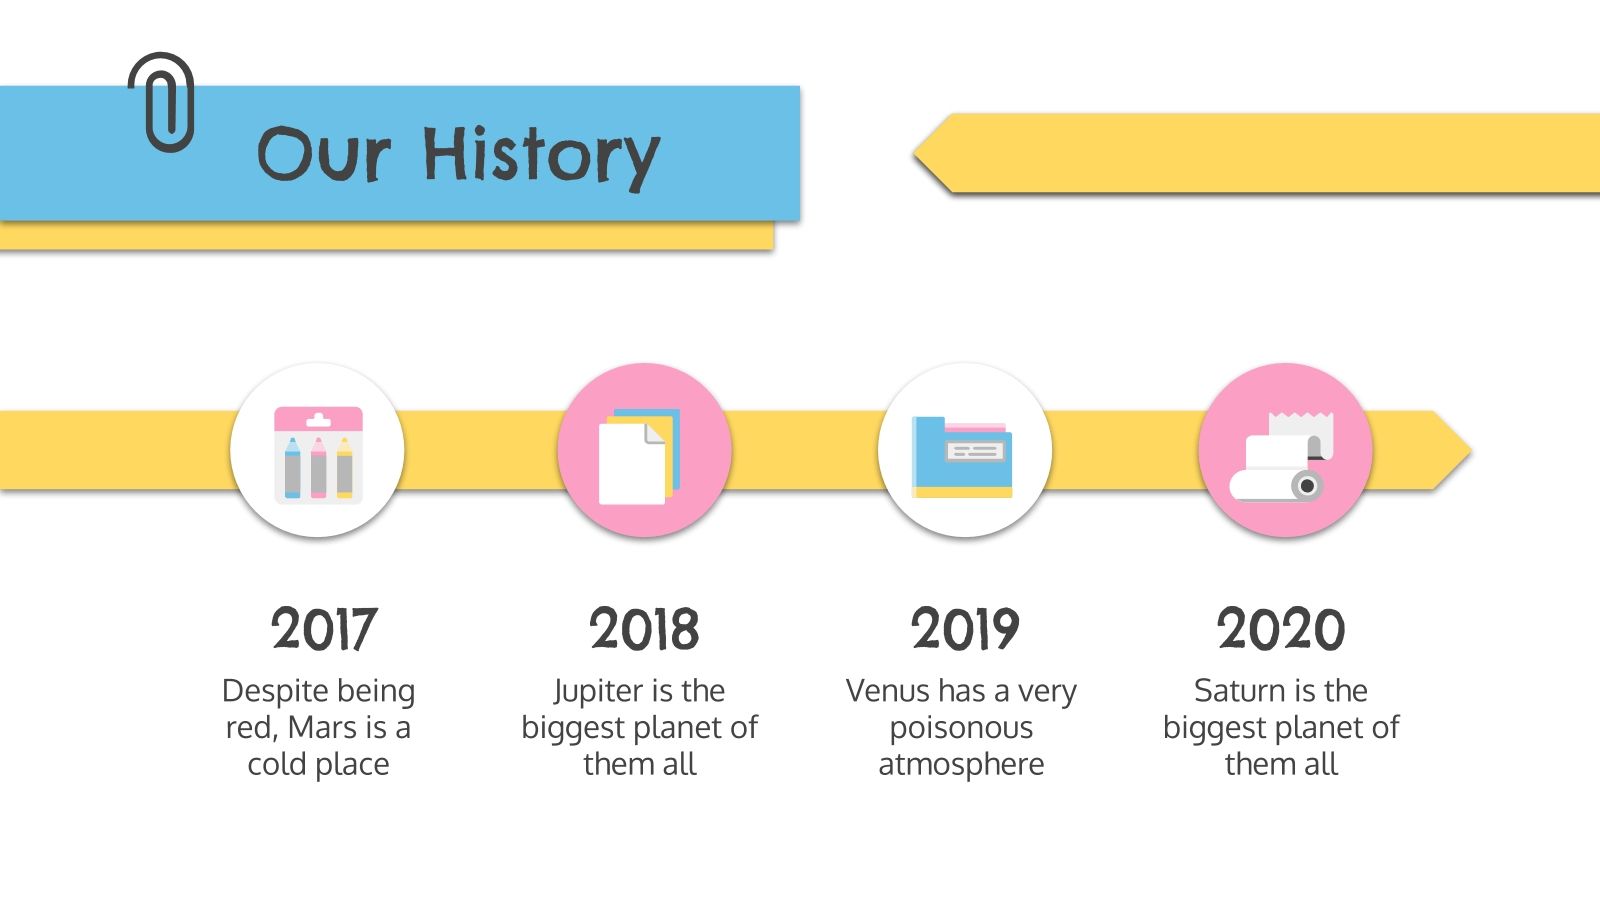 Our History
2017
Despite being
red, Mars is a
cold place
2018
Jupiter is the
biggest planet of
them all
2019
Venus has a very
poisonous
atmosphere
2020
Saturn is the
biggest planet of
them all